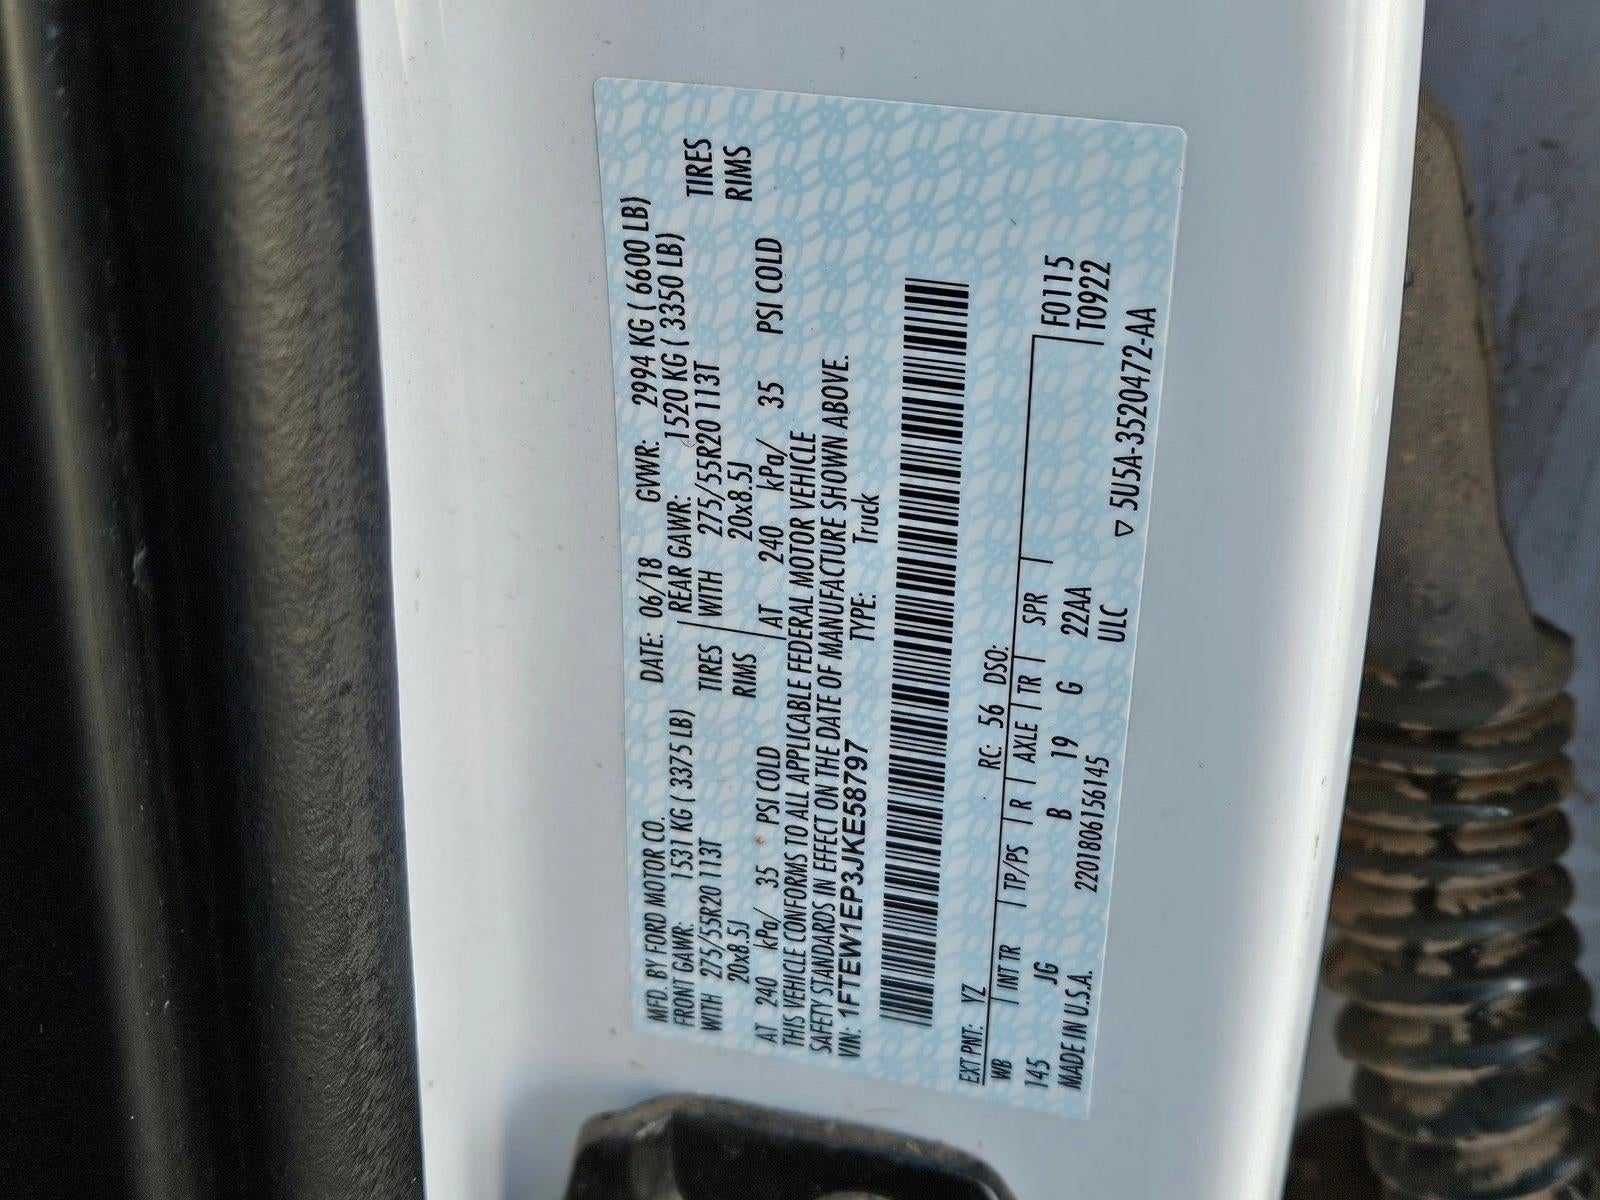 MFD. BY FORD MOTOR CO. DATE: 06/18 GVWR: 2994 KG ( 6600 LB)
FRONT GAWR: 1531 KG ( 3375 LB) REAR GAWR: 1520 KG ( 3350 LB)
WITH 275/55R20 113T TIRES WITH 275/55R20 113T TIRES
20x8.5J RIMS 20x8.5J RIMS
AT 240 kPa/ 35 PSI COLD AT 240 kPa/ 35 PSI COLD
THIS VEHICLE CONFORMS TO ALL APPLICABLE FEDERAL MOTOR VEHICLE
SAFETY STANDARDS IN EFFECT ON THE DATE OF MANUFACTURE SHOWN ABOVE.
VIN: 1FTEW1EP3JKE58797 TYPE: Truck
EXT PNT: YZ RC: 56 DSO:
WB INT TR TP/PS R AXLE TR SPR F0115
145 JG B 19 G 22AA T0922
MADE IN U.S.A. 2201806156145 ULC ▽ 5U5A-3520472-AA